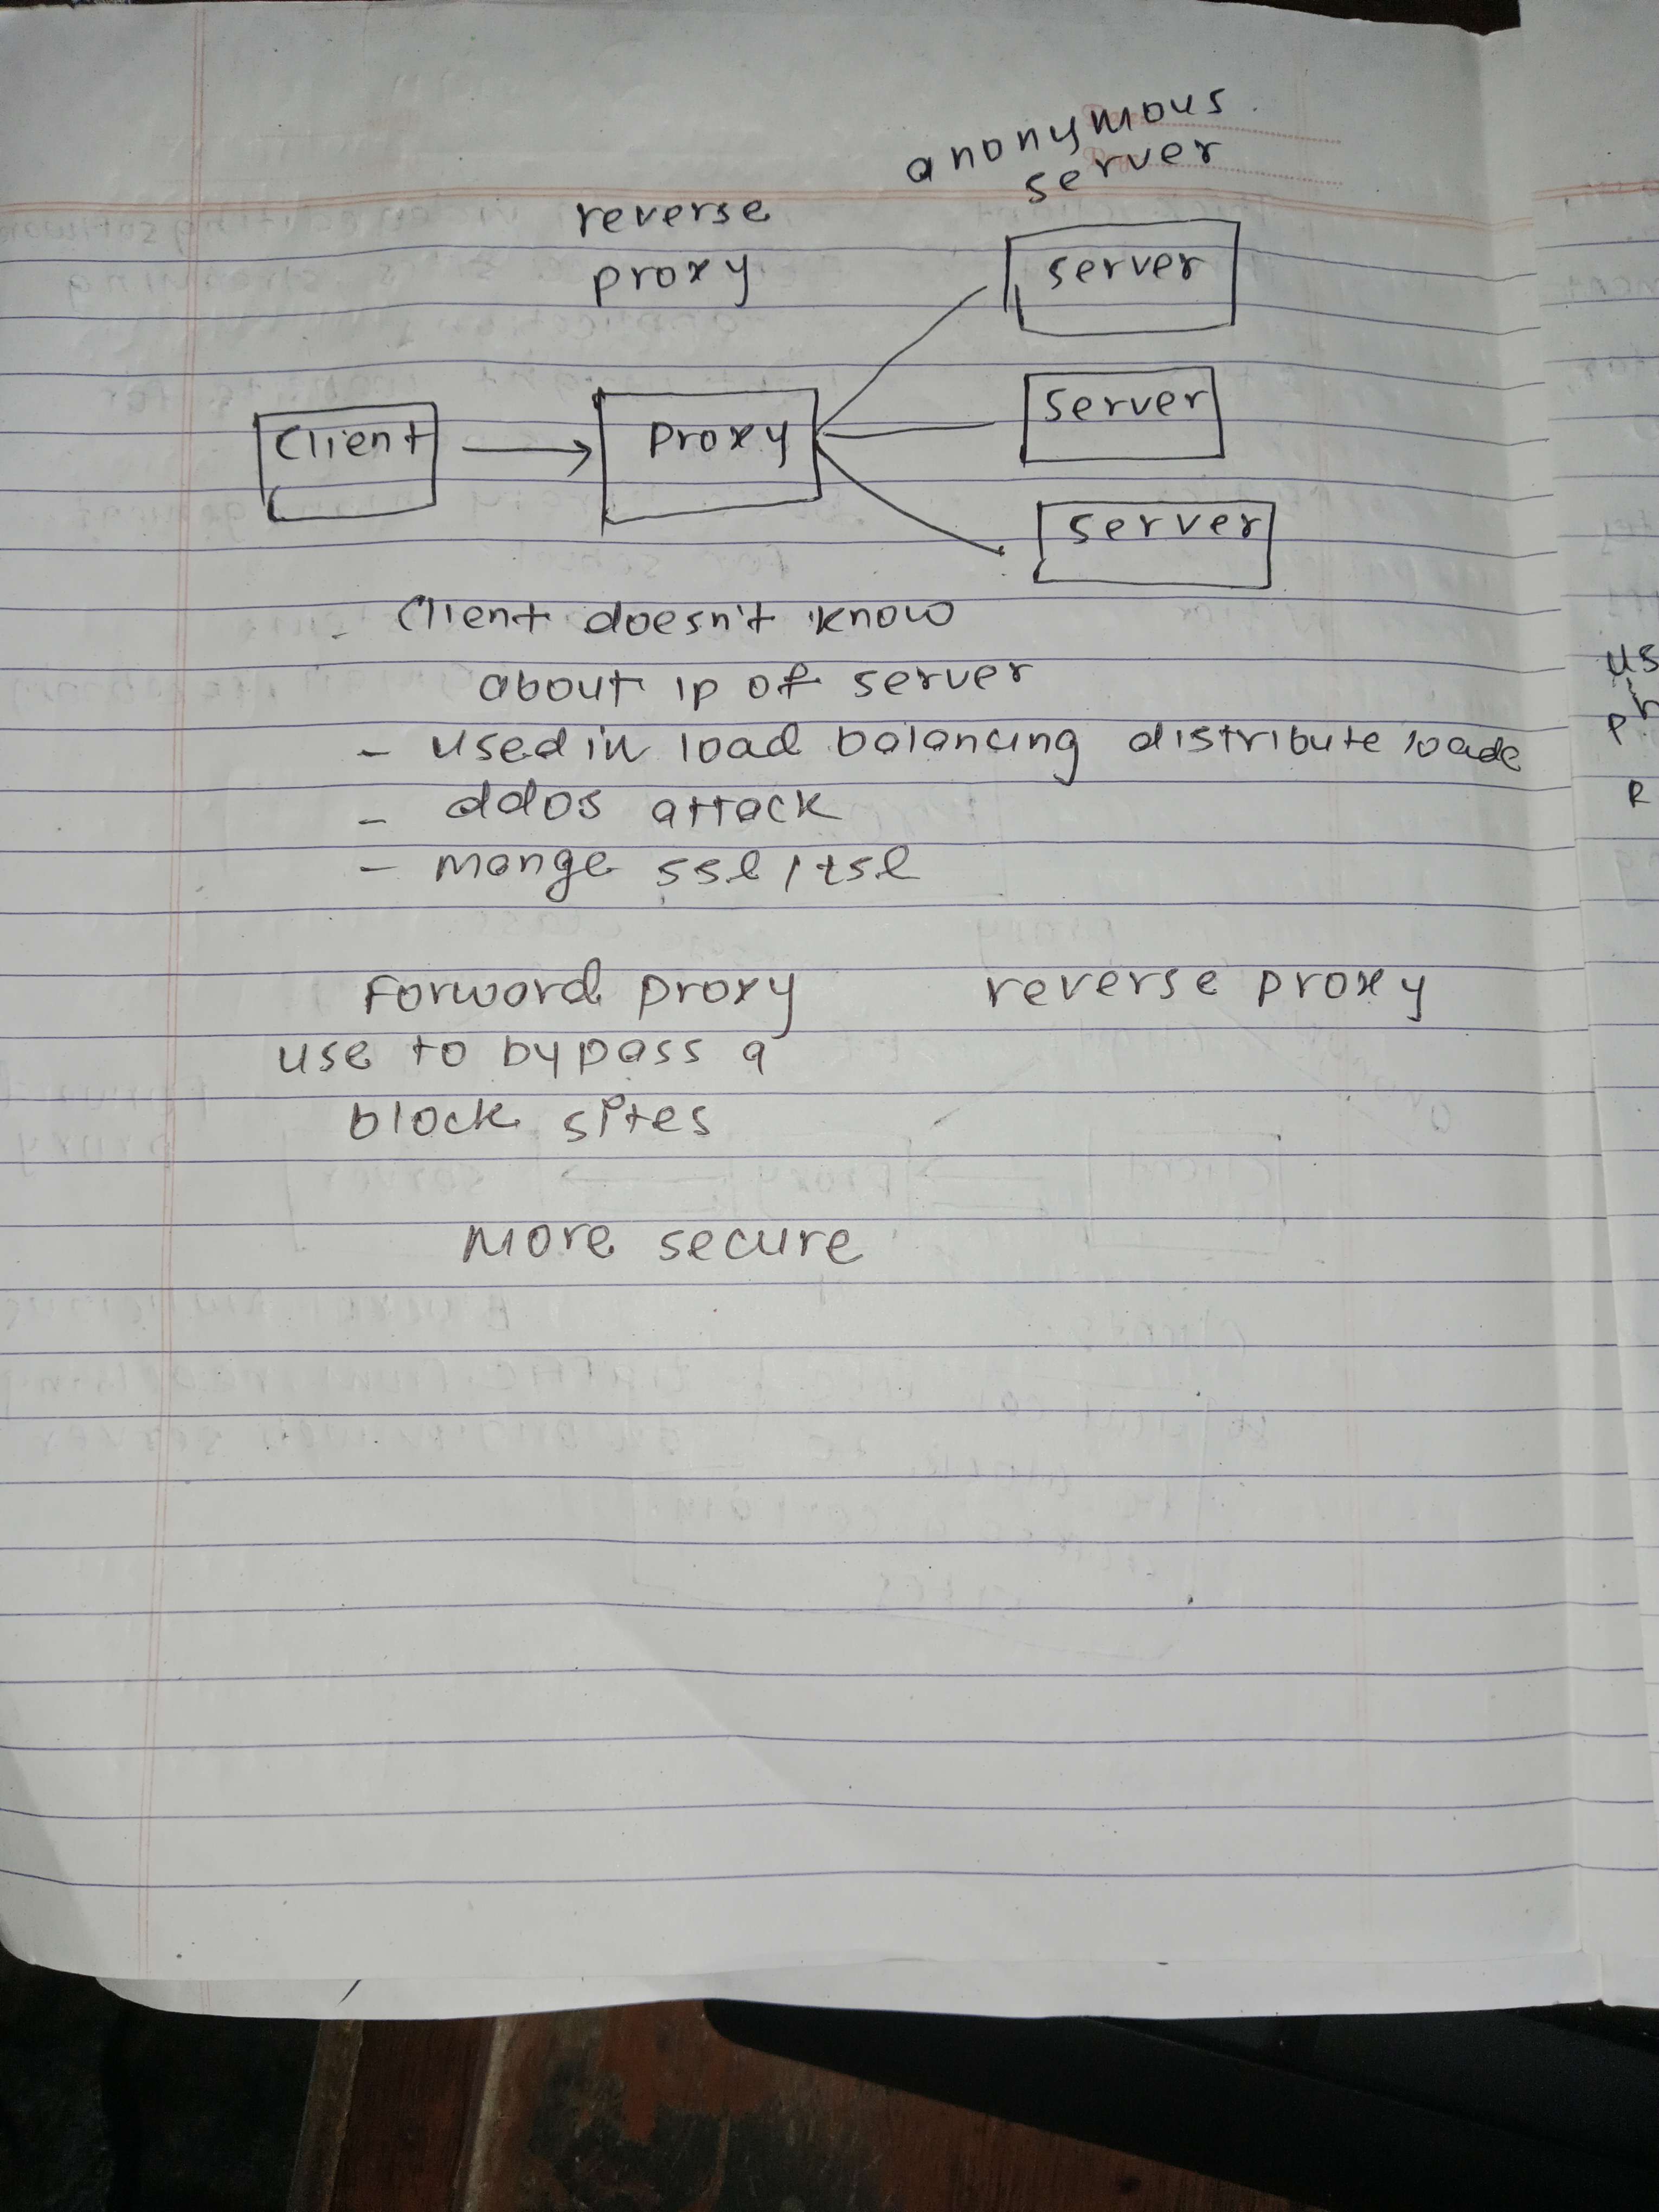 anonymous
server
reverse
proxy
server
server
client
proxy
server
- client doesn't know
about ip of server
- used in load balancing distribute loade
- ddos attack
- mange ssl / tsl
forword proxy
reverse proxy
use to bypass a
block sites
more secure
us
R